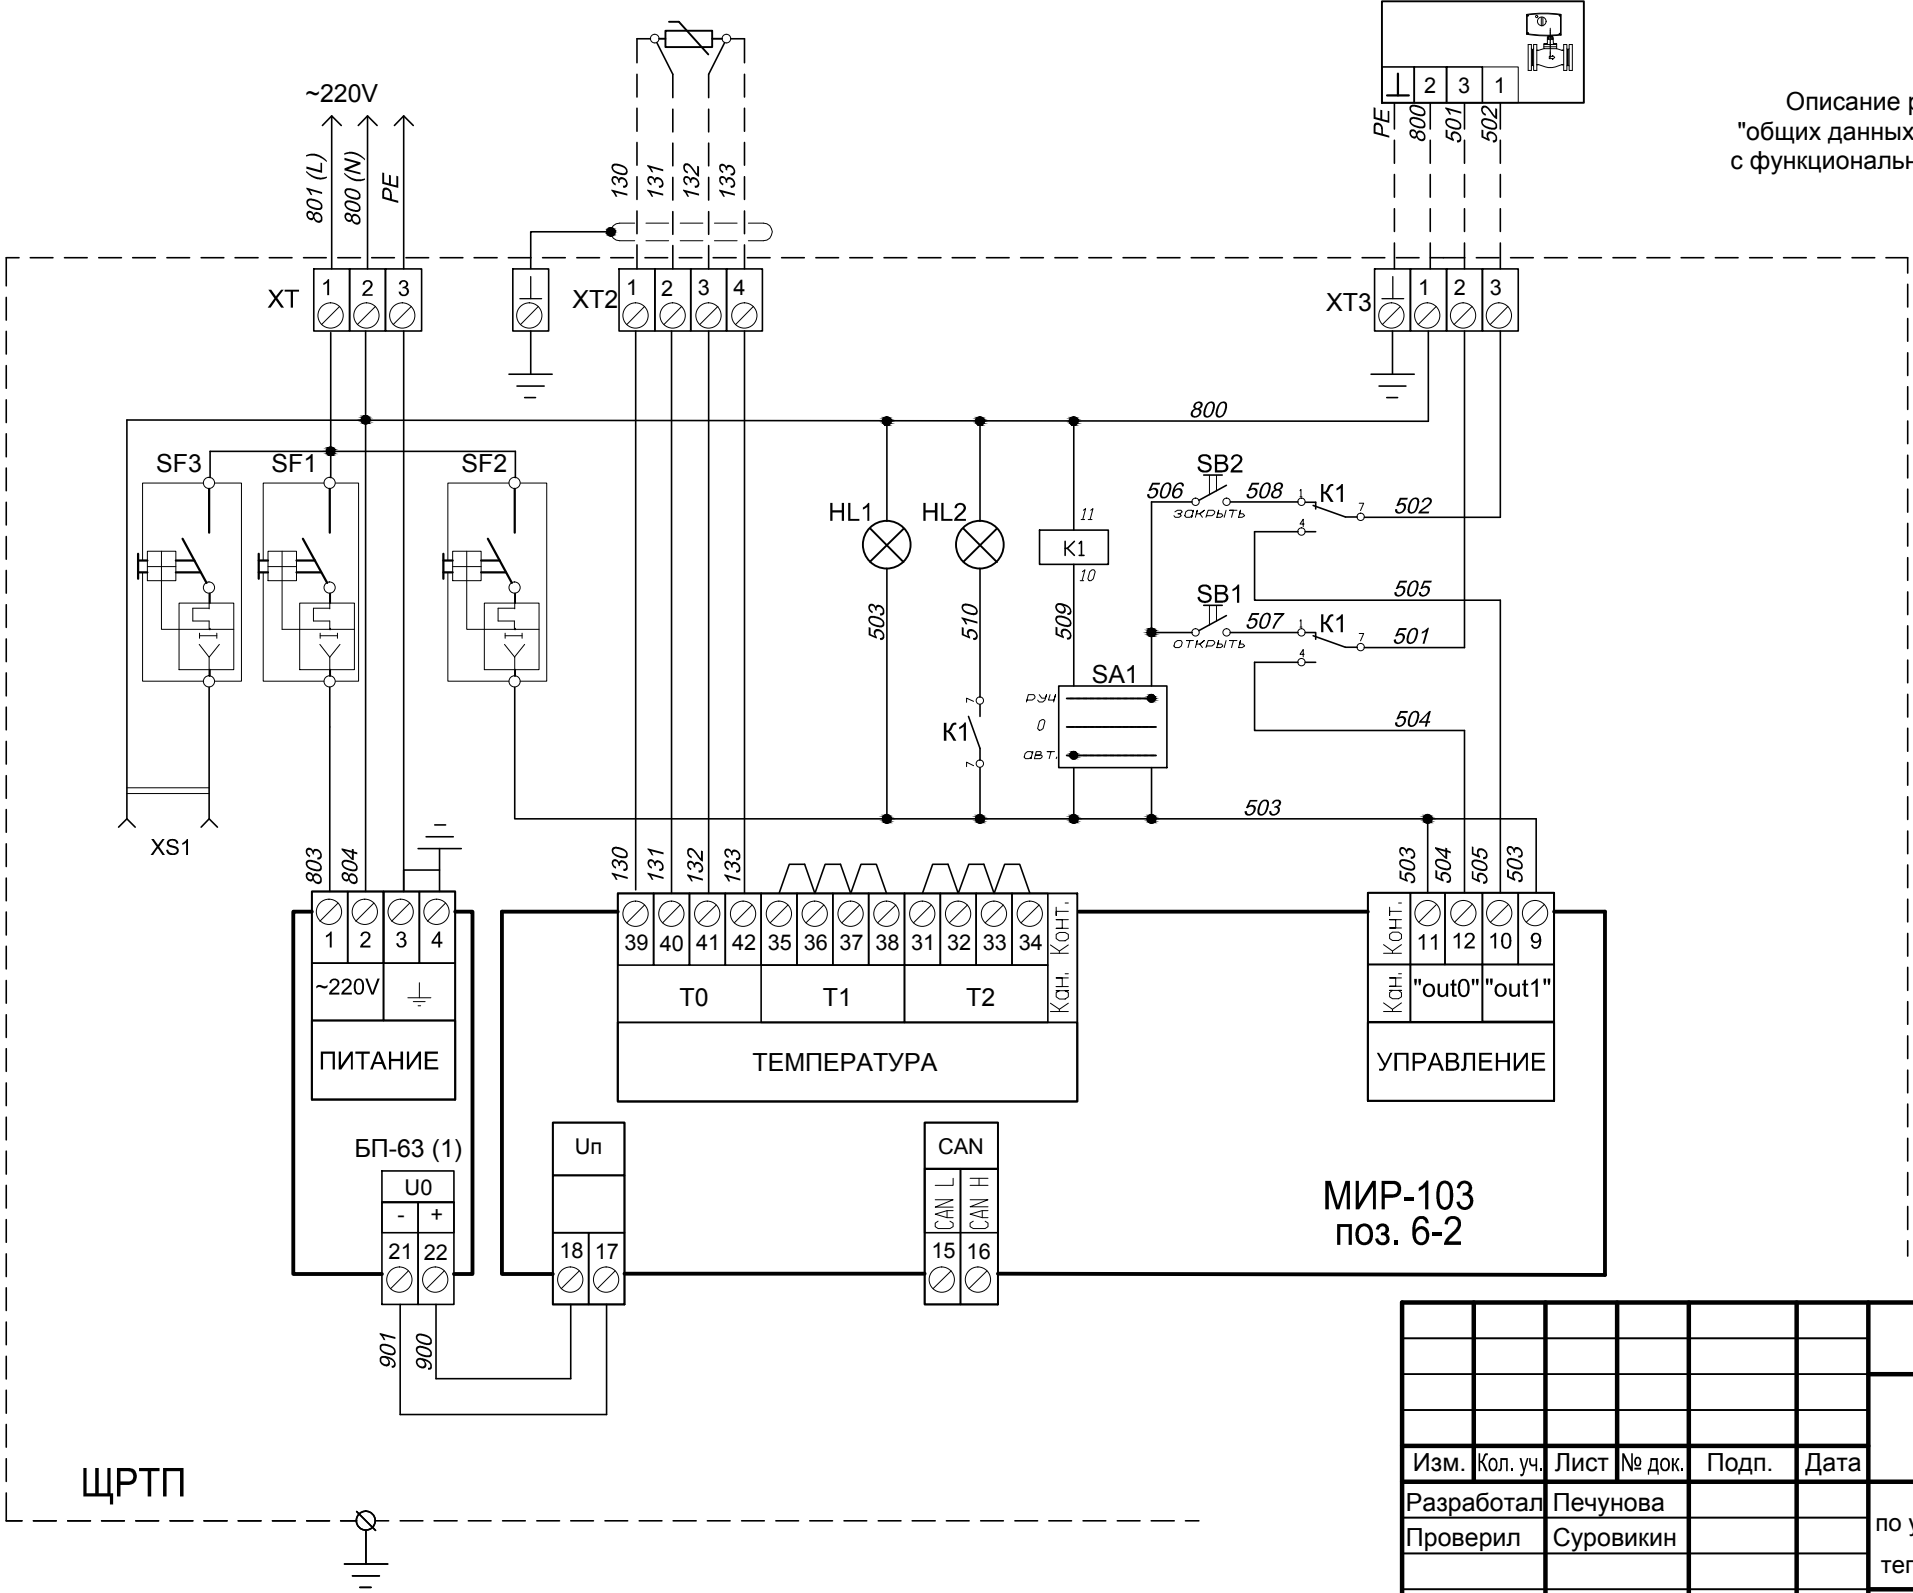 ~220V
801 (L)
800 (N)
PE
130
131
132
133
2
3
1
PE
800
501
502
"общих данных
XT
1
2
3
XT2
1
2
3
4
XT3
1
2
3
800
SF3
SF1
SF2
HL1
HL2
11
K1
10
503
510
509
506
SB2
закрыть
508
1
K1
7
502
4
505
SB1
открыть
507
1
K1
7
501
4
504
SA1
РУЧ
0
авт.
7
K1
7
503
XS1
803
804
130
131
132
133
503
504
505
503
1
2
3
4
39
40
41
42
35
36
37
38
31
32
33
34
Конт.
Конт.
11
12
10
9
~220V
T0
T1
T2
Кан.
Кан.
"out0"
"out1"
ПИТАНИЕ
ТЕМПЕРАТУРА
УПРАВЛЕНИЕ
БП-63 (1)
U0
-
+
21
22
Uп
18
17
CAN
CAN L
CAN H
15
16
МИР-103
поз. 6-2
901
900
ЩРТП
Изм.
Кол. уч.
Лист
№ док.
Подп.
Дата
Разработал
Печунова
Проверил
Суровикин